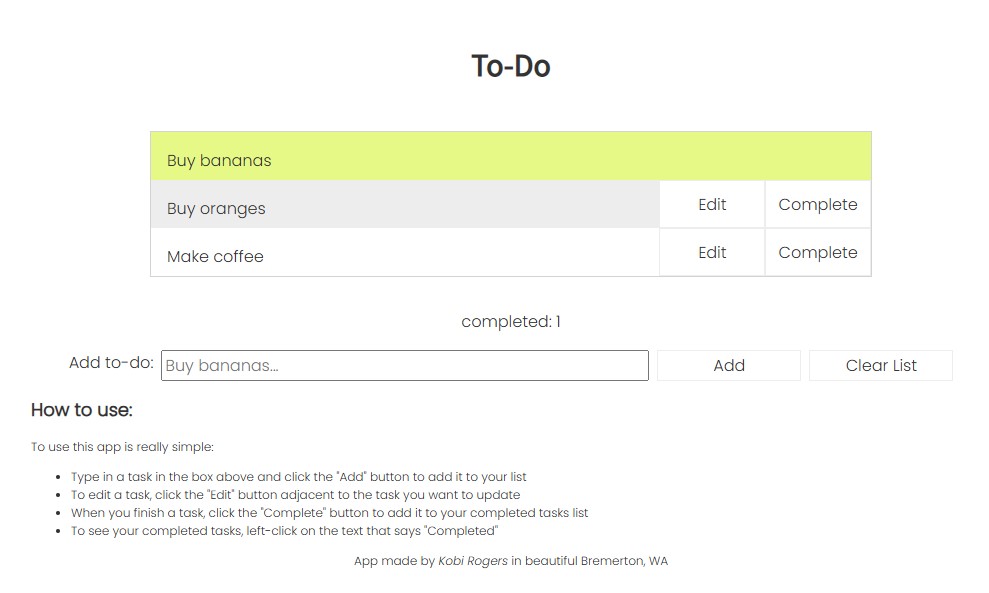 To-Do
Buy bananas
Buy oranges Edit Complete
Make coffee Edit Complete
completed: 1
Add to-do: Buy bananas... Add Clear List
How to use:
To use this app is really simple:
• Type in a task in the box above and click the "Add" button to add it to your list
• To edit a task, click the "Edit" button adjacent to the task you want to update
• When you finish a task, click the "Complete" button to add it to your completed tasks list
• To see your completed tasks, left-click on the text that says "Completed"
App made by Kobi Rogers in beautiful Bremerton, WA